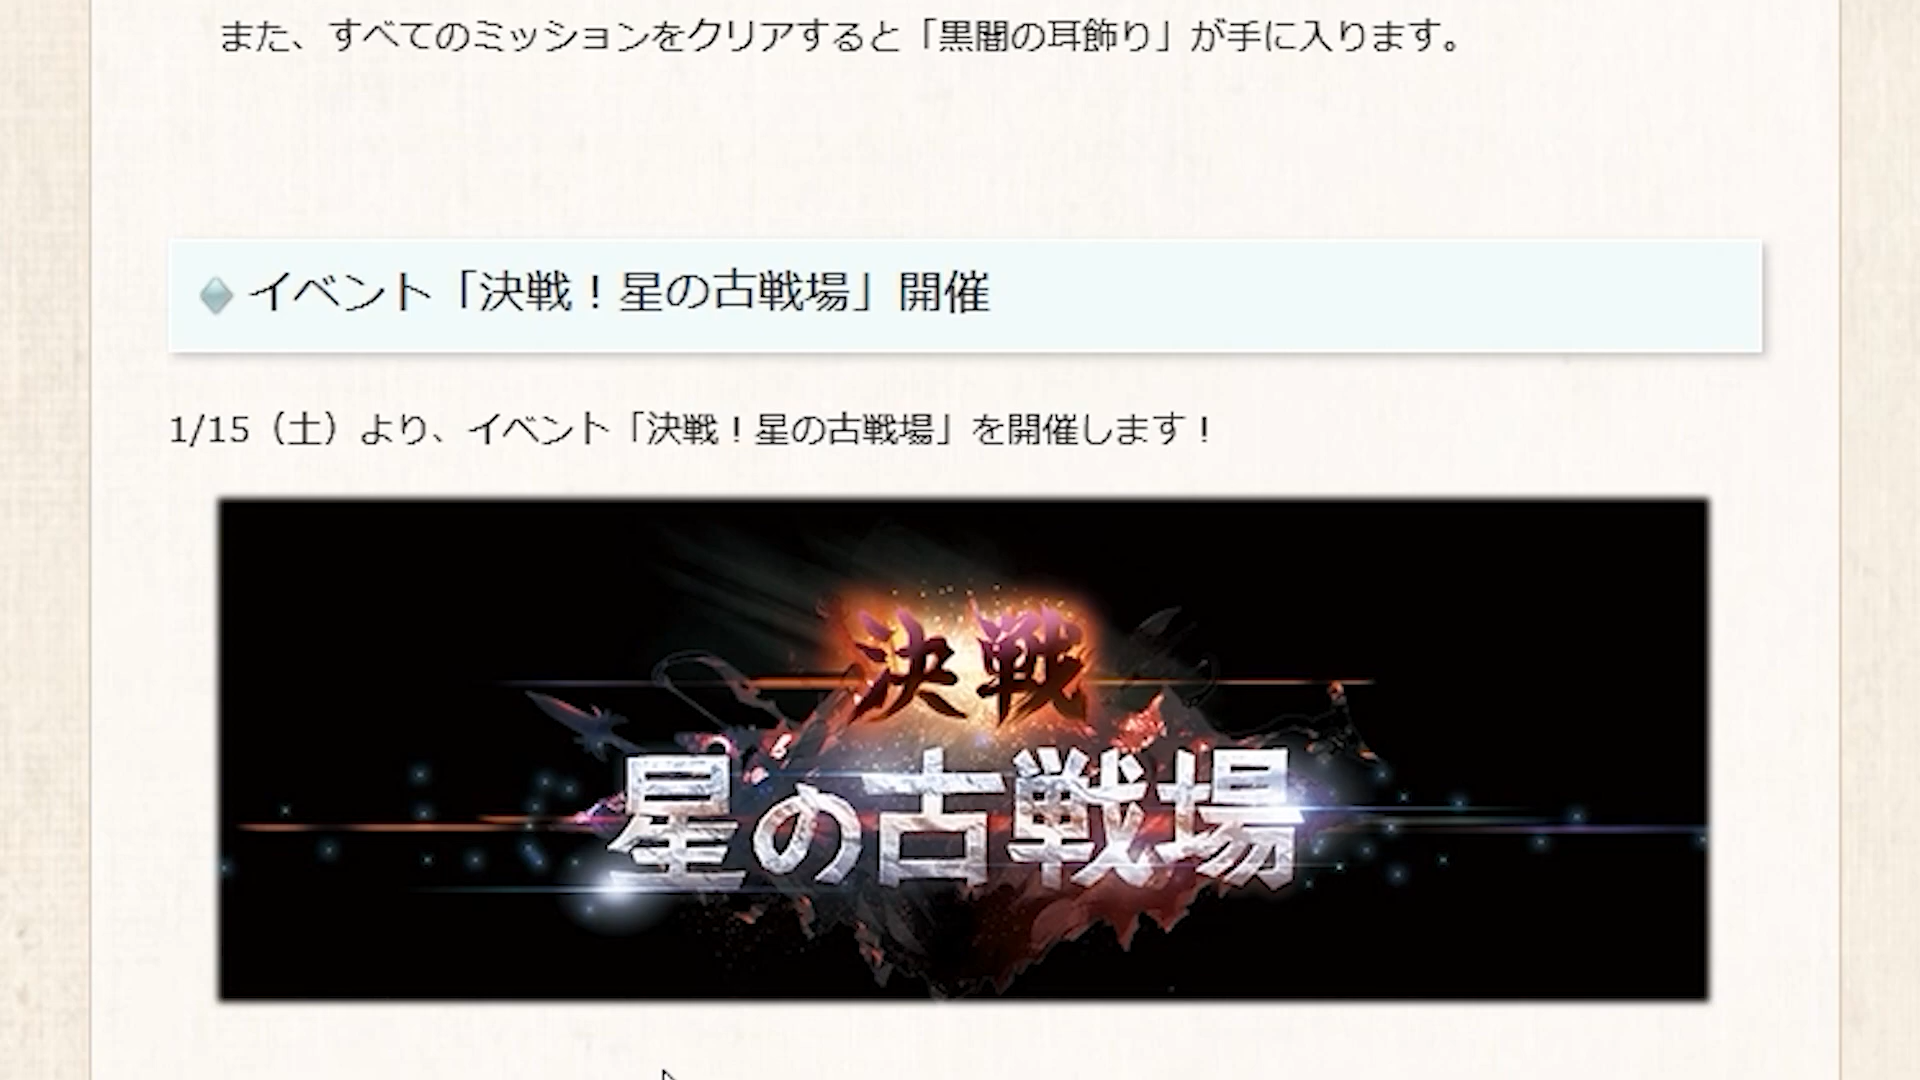 また、すべてのミッションをクリアすると「黒闇の耳飾り」が手に入ります。
イベント「決戦！星の古戦場」開催
1/15（土）より、イベント「決戦！星の古戦場」を開催します！
決戦
星の古戦場